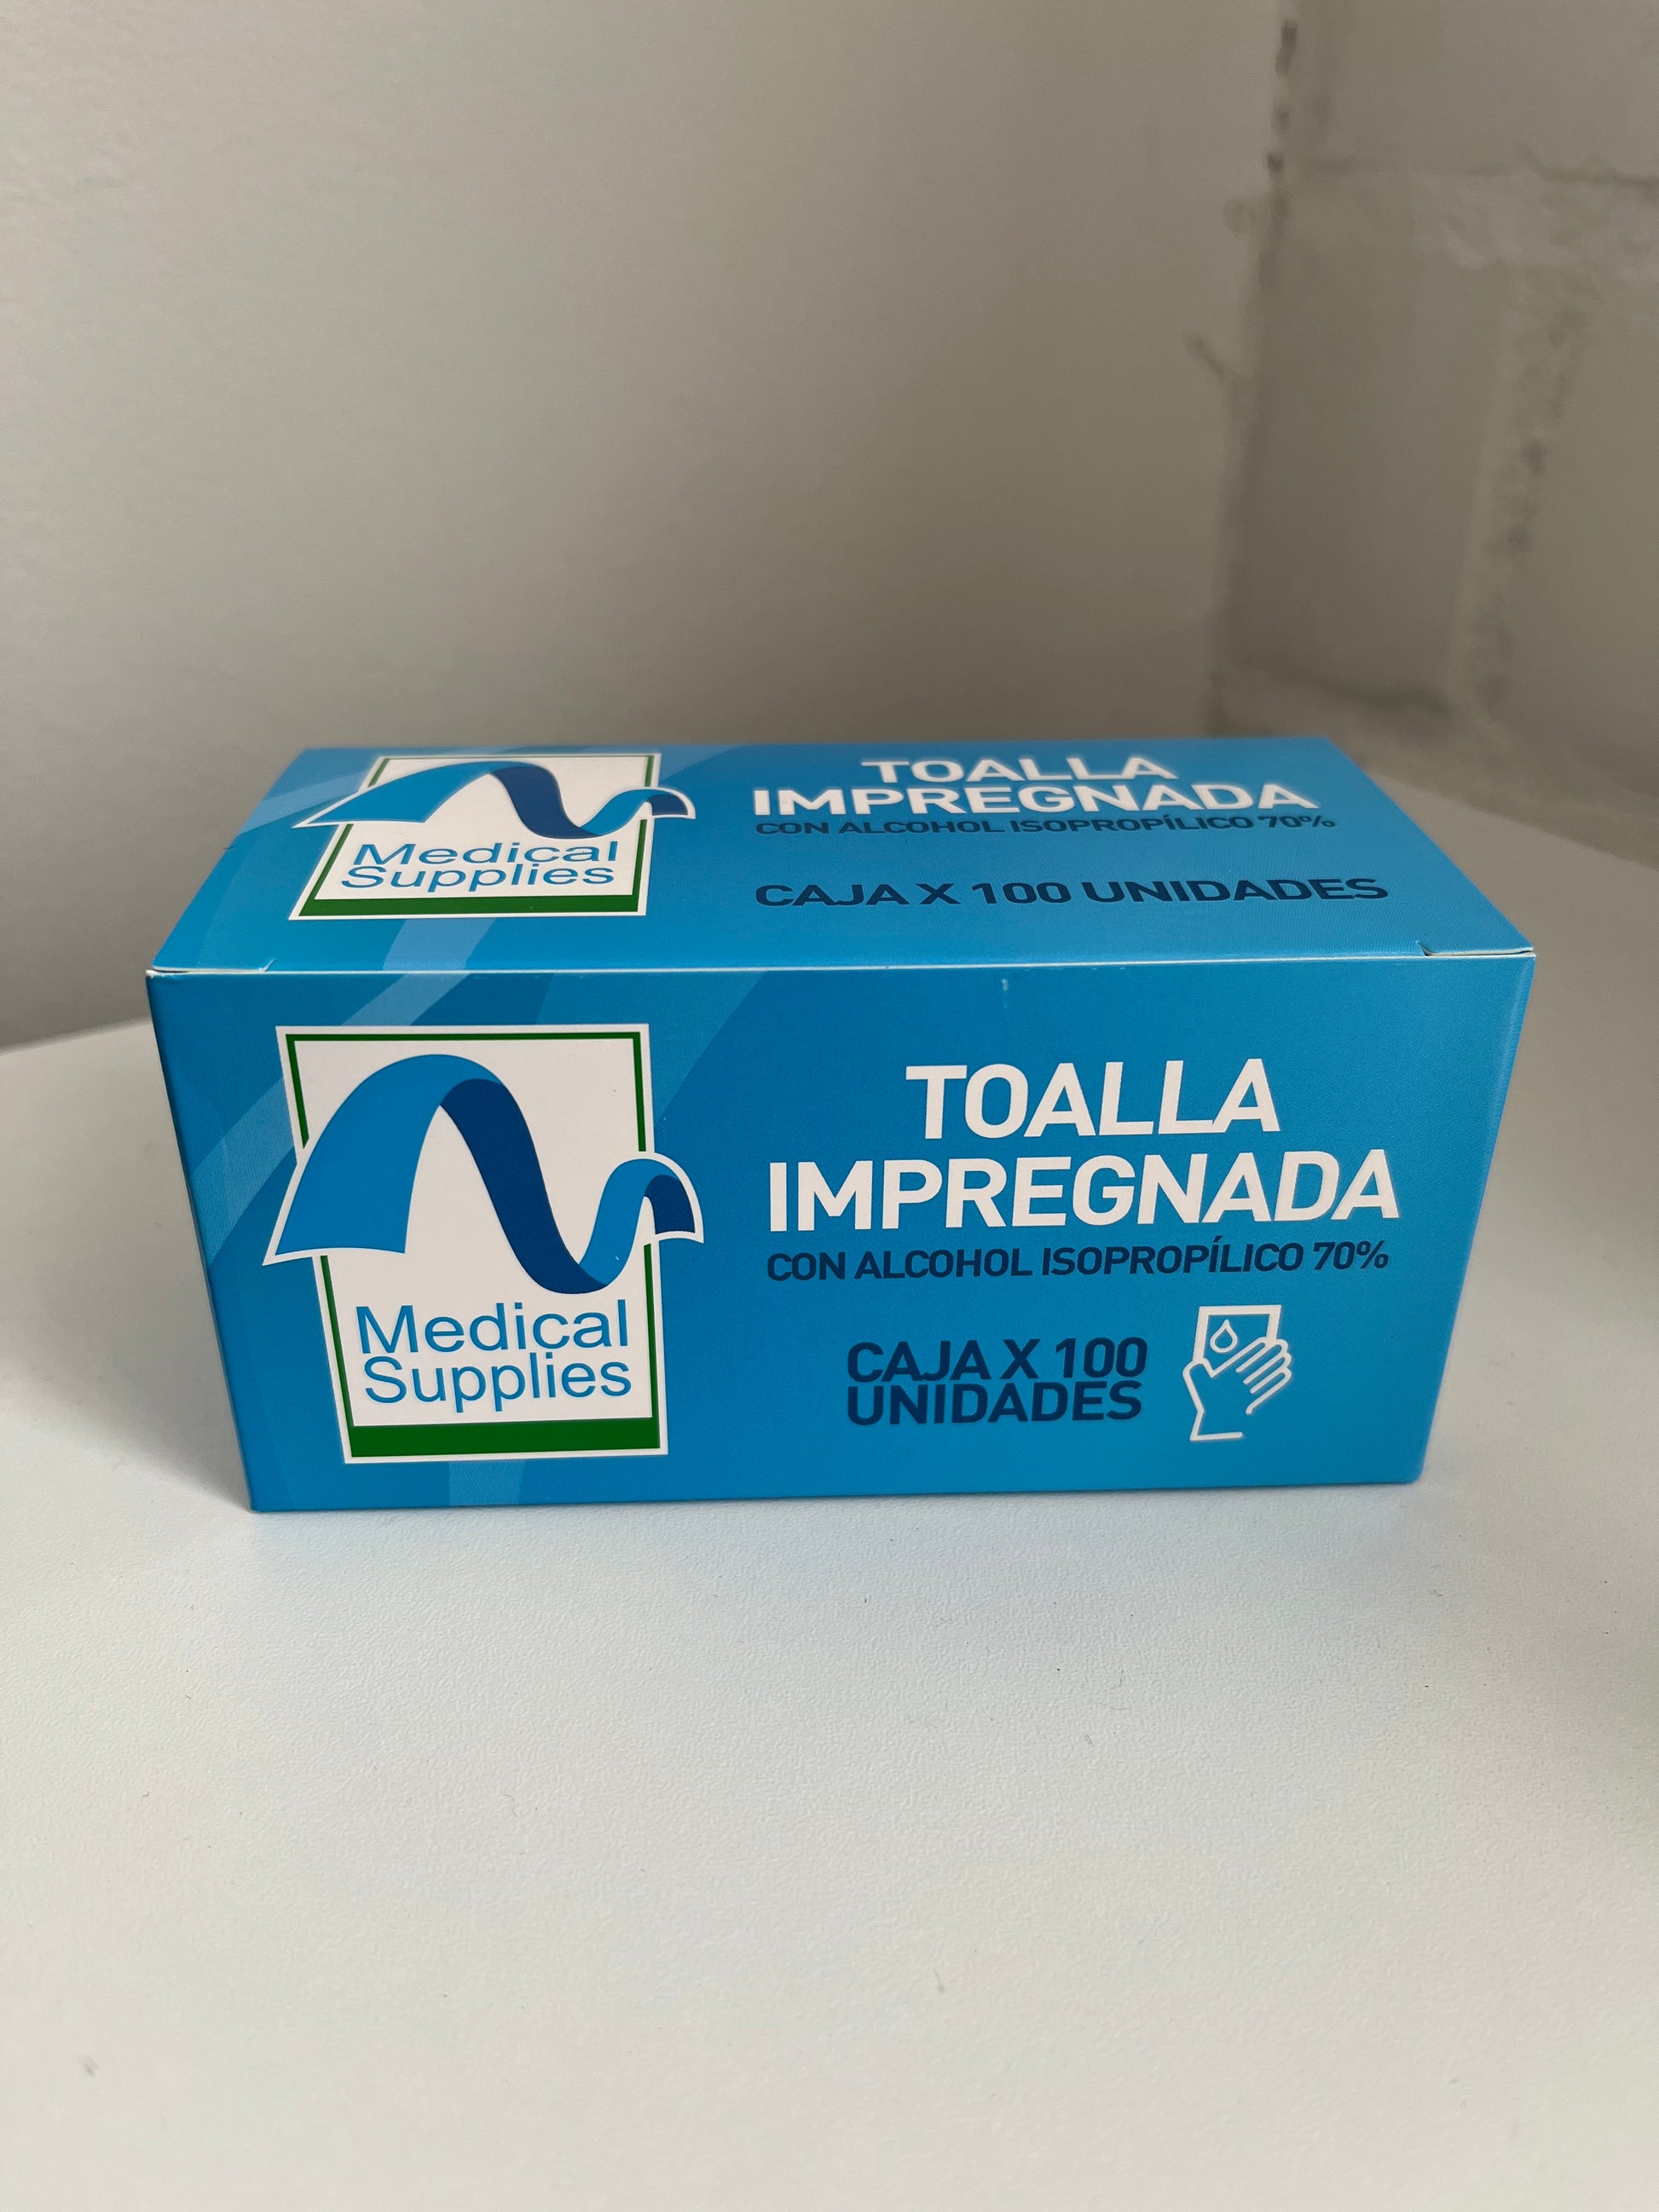 Medical
Supplies
TOALLA
IMPREGNADA
CON ALCOHOL ISOPROPÍLICO 70%
CAJA X 100 UNIDADES
Medical
Supplies
TOALLA
IMPREGNADA
CON ALCOHOL ISOPROPÍLICO 70%
CAJA X 100
UNIDADES